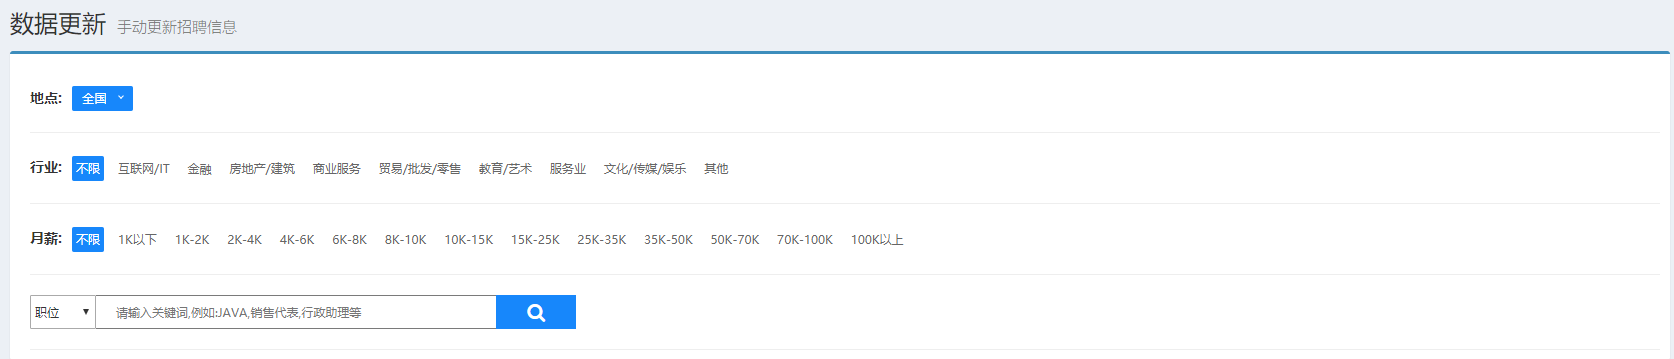 数据更新 手动更新招聘信息
地点: 全国
行业: 不限 互联网/IT 金融 房地产/建筑 商业服务 贸易/批发/零售 教育/艺术 服务业 文化/传媒/娱乐 其他
月薪: 不限 1K以下 1K-2K 2K-4K 4K-6K 6K-8K 8K-10K 10K-15K 15K-25K 25K-35K 35K-50K 50K-70K 70K-100K 100K以上
职位 请输入关键词,例如:JAVA,销售代表,行政助理等